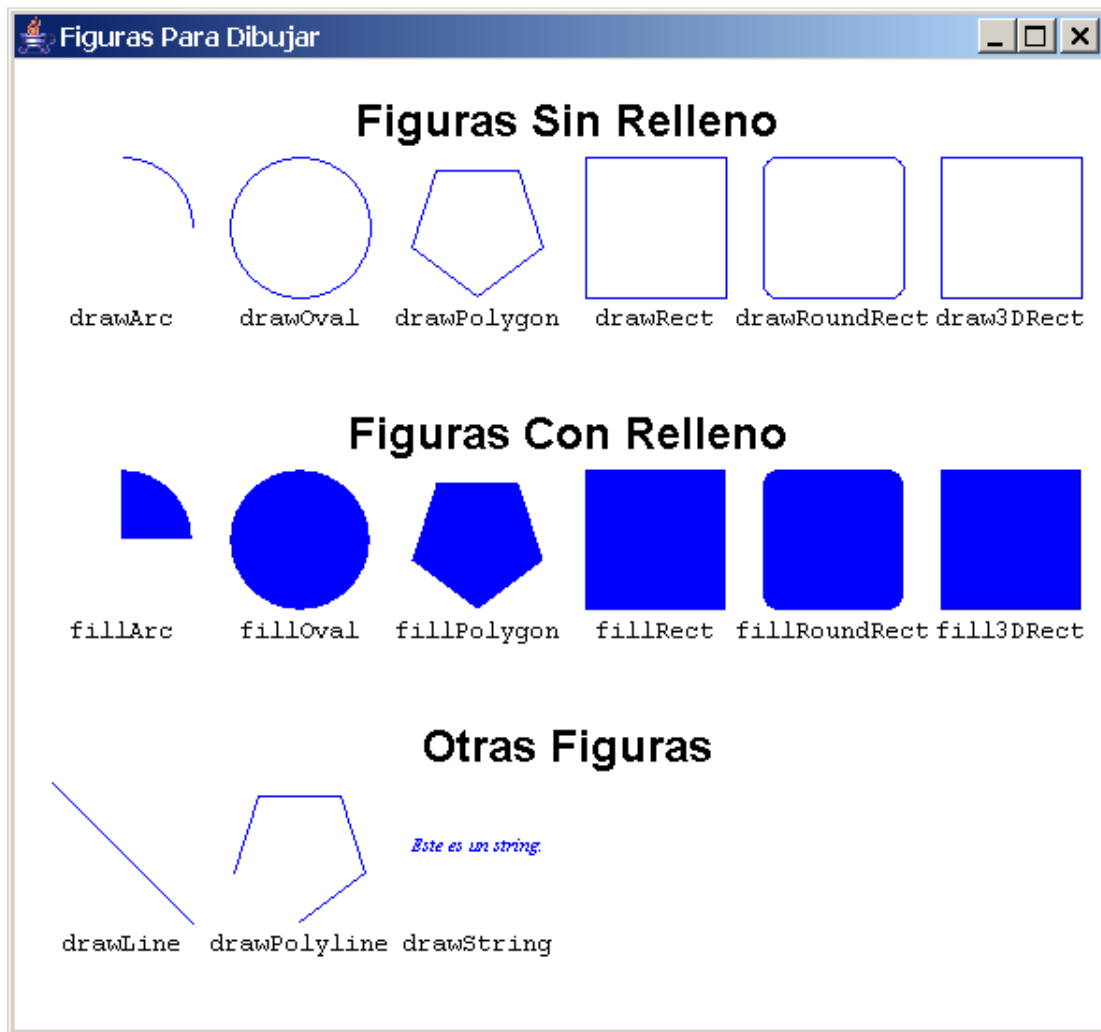 Figuras Para Dibujar
Figuras Sin Relleno
drawArc drawOval drawPolygon drawRect drawRoundRect draw3DRect
Figuras Con Relleno
fillArc fillOval fillPolygon fillRect fillRoundRect fill3DRect
Otras Figuras
Este es un string.
drawLine drawPolyline drawString